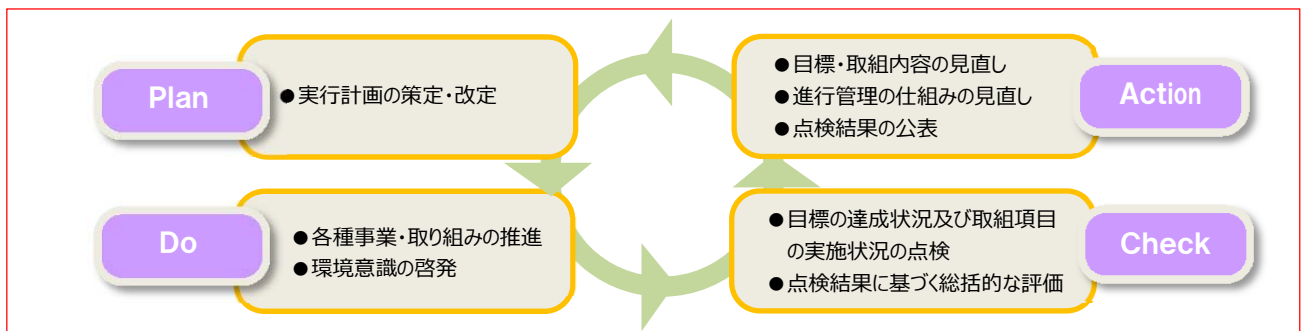 Plan
●実行計画の策定・改定
●目標・取組内容の見直し
●進行管理の仕組みの見直し
●点検結果の公表
Action
Do
●各種事業・取り組みの推進
●環境意識の啓発
●目標の達成状況及び取組項目
の実施状況の点検
●点検結果に基づく総括的な評価
Check